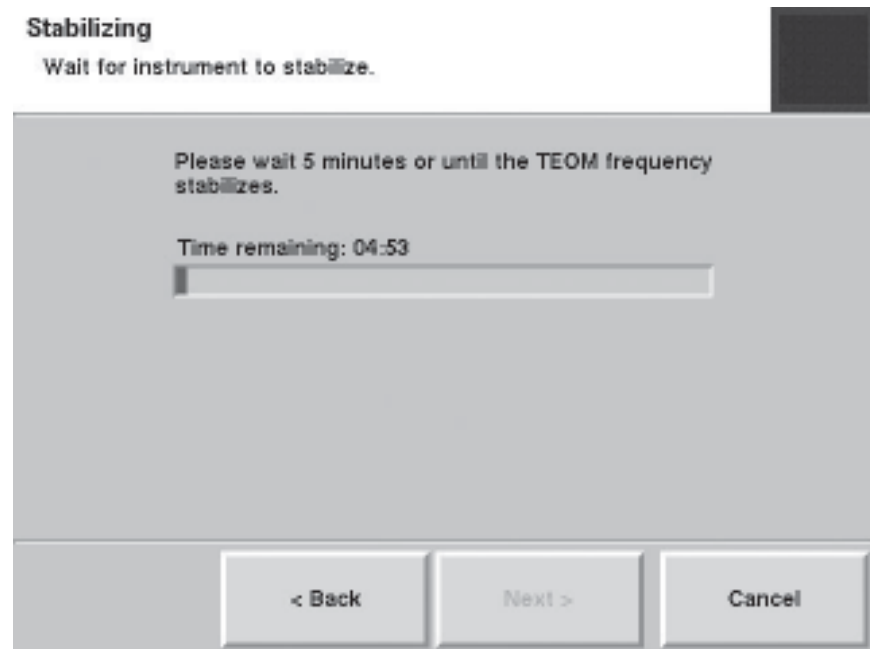 Stabilizing
Wait for instrument to stabilize.
Please wait 5 minutes or until the TEOM frequency
stabilizes.
Time remaining: 04:53
< Back
Next >
Cancel